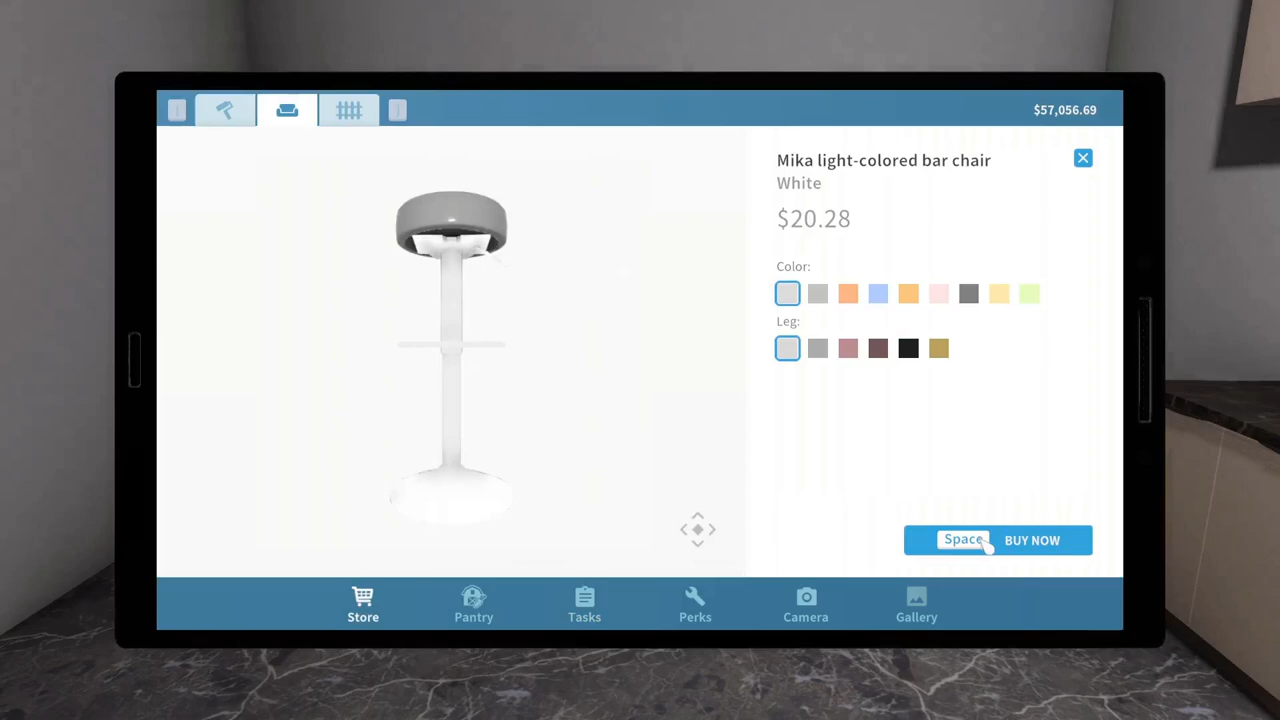 $57,056.69
Mika light-colored bar chair
White
$20.28
Color:
Leg:
Space BUY NOW
Store
Pantry
Tasks
Perks
Camera
Gallery